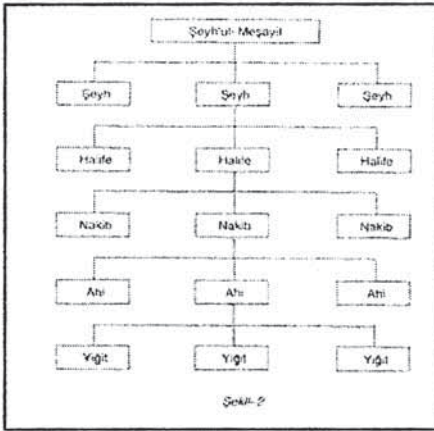 Şeyh'ul- Meşayil
Şeyh Şeyh Şeyh
Halife Halife Halife
Nakib Nakib Nakib
Ahi Ahi Ahi
Yiğit Yiğit Yiğit
Şekil- 2